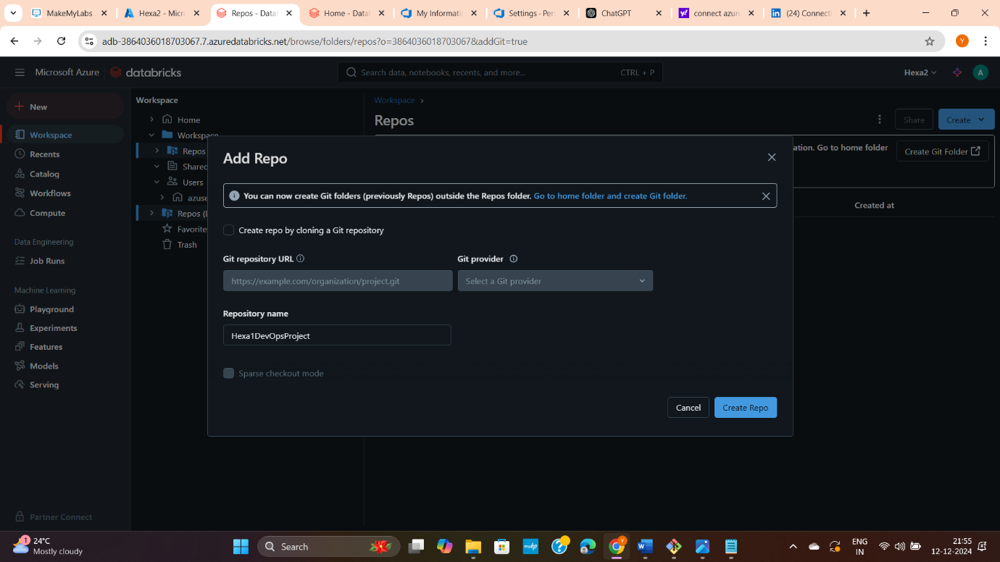 MakeMyLabs
Hexa2 - Micr
Repos - Datal
Home - Datal
My Informatic
Settings - Pers
ChatGPT
connect azure
(24) Connecti
adb-3864036018703067.7.azuredatabricks.net/browse/folders/repos?o=3864036018703067&addGit=true
Y
Microsoft Azure
databricks
Search data, notebooks, recents, and more...
CTRL + P
Hexa2
A
New
Workspace
Recents
Catalog
Workflows
Compute
Data Engineering
Job Runs
Machine Learning
Playground
Experiments
Features
Models
Serving
Partner Connect
Workspace
Home
Workspace
Repos
Shared
Users
azuse
Repos (L
Favorite
Trash
Workspace ›
Repos
Share
Create
ation. Go to home folder
Create Git Folder
Created at
Add Repo
You can now create Git folders (previously Repos) outside the Repos folder. Go to home folder and create Git folder.
Create repo by cloning a Git repository
Git repository URL
Git provider
https://example.com/organization/project.git
Select a Git provider
Repository name
Hexa1DevOpsProject
Sparse checkout mode
Cancel
Create Repo
1
24°C
Mostly cloudy
Search
myhp
Y
ENG
IN
21:55
12-12-2024